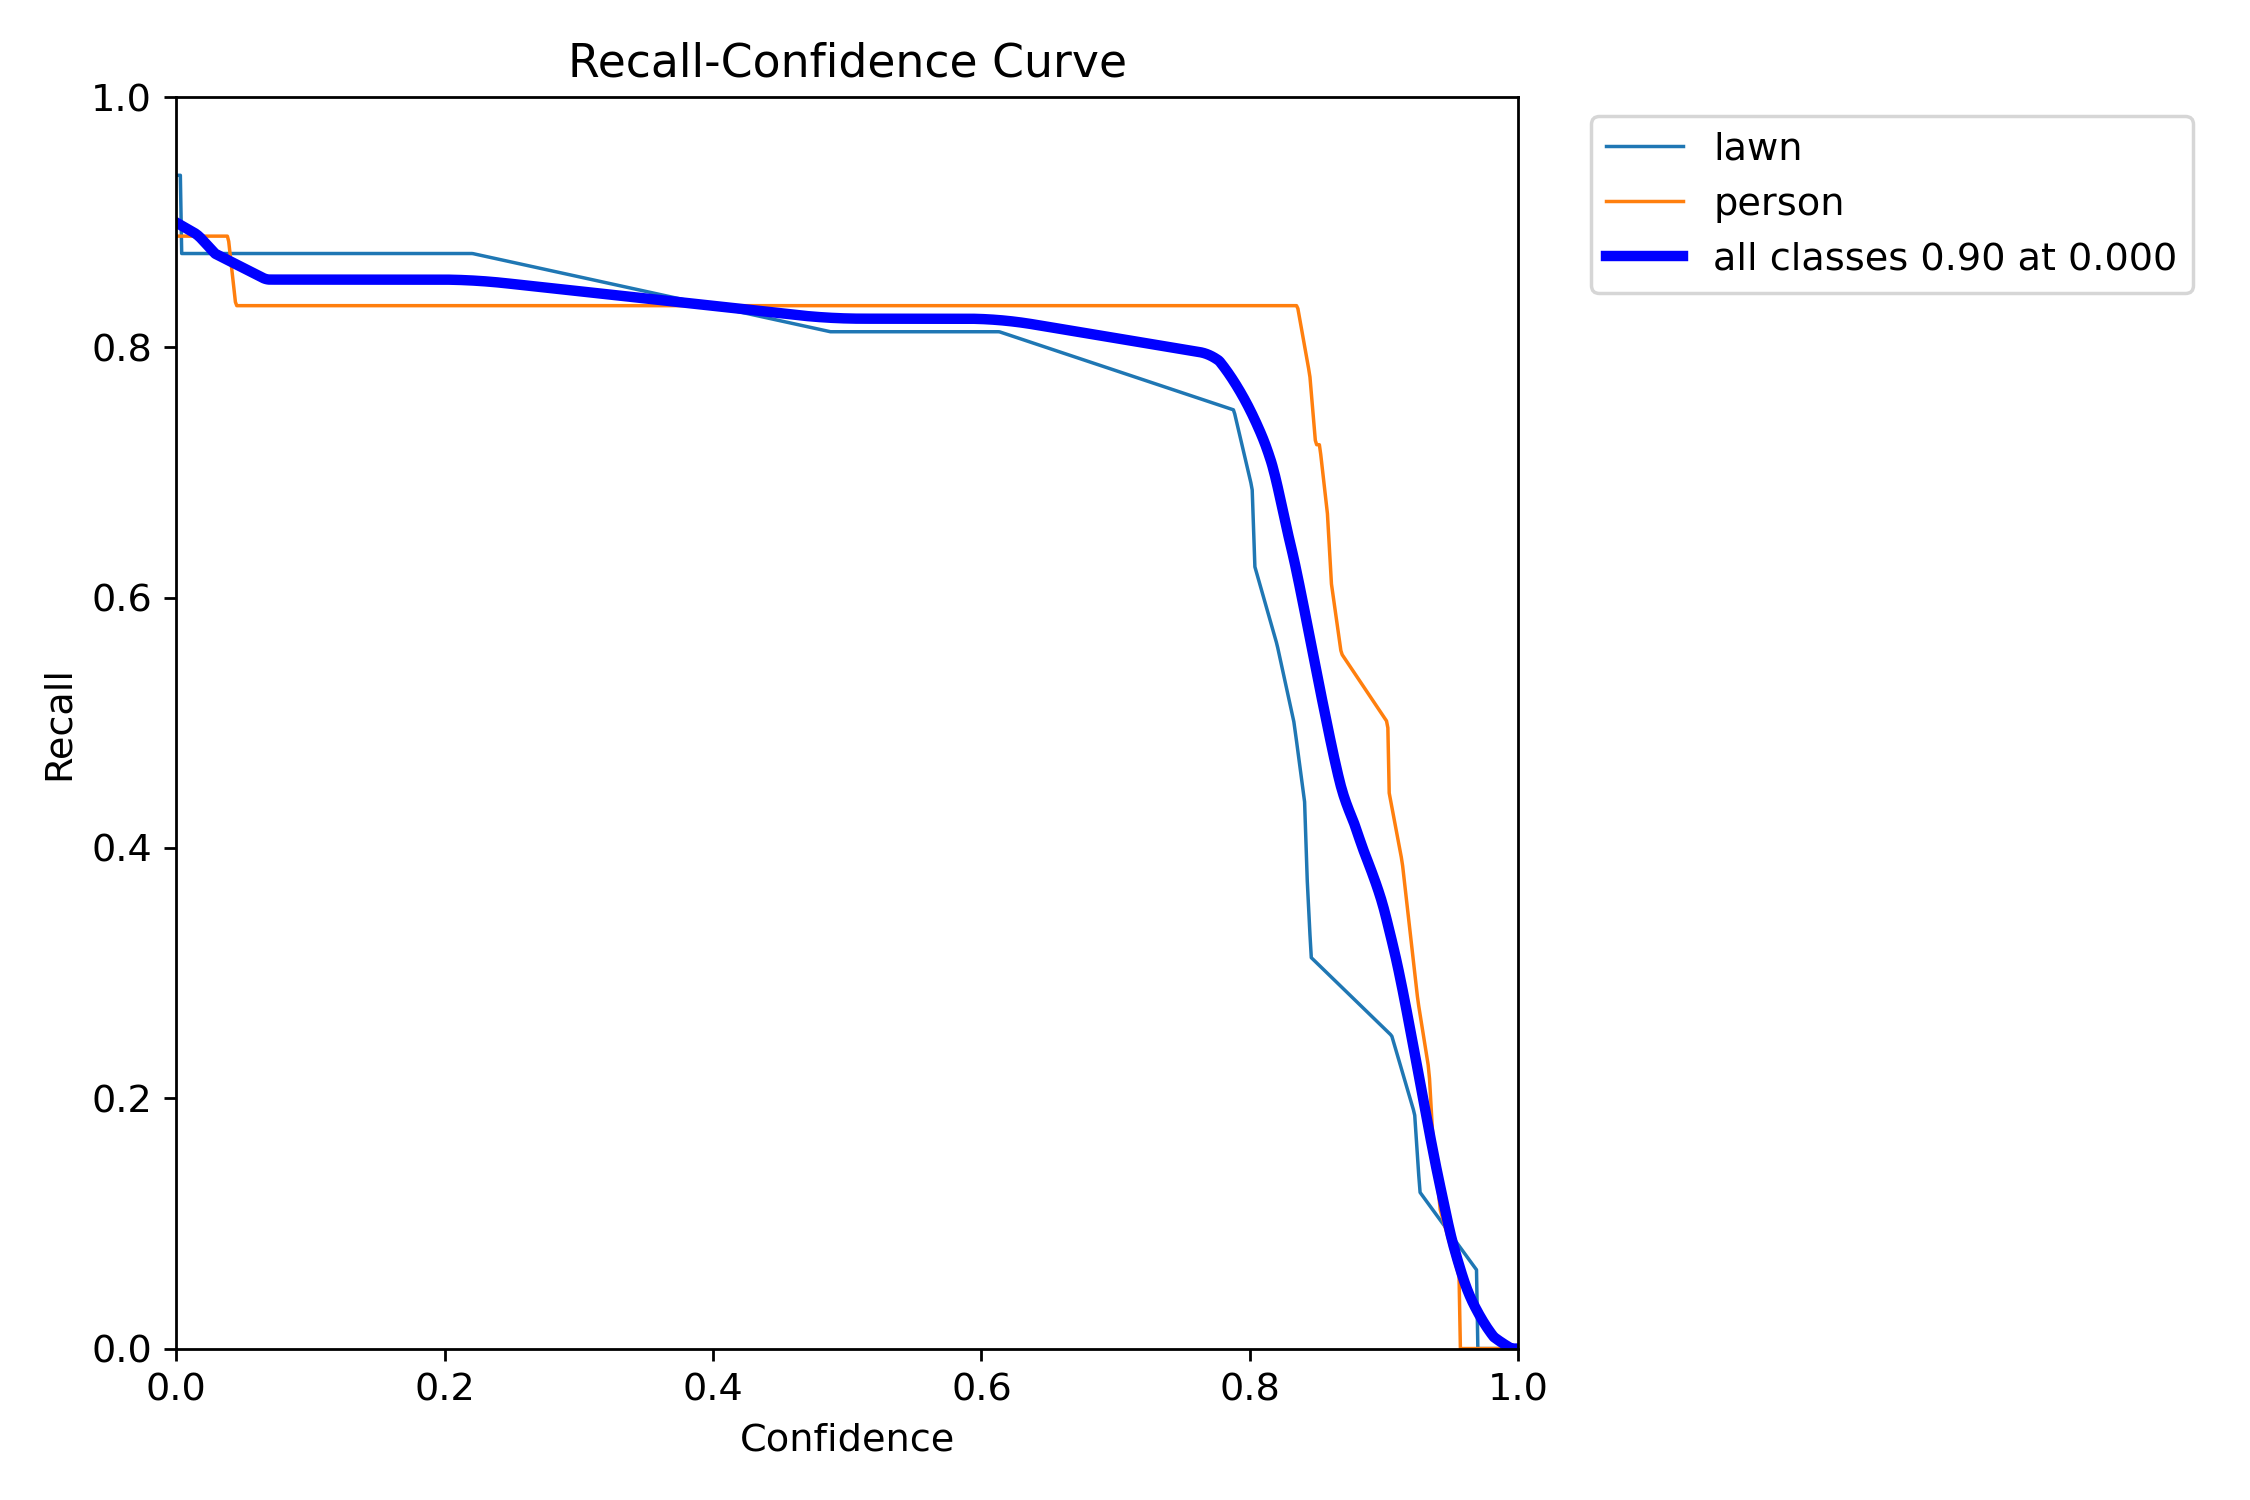 Recall-Confidence Curve
1.0
0.8
0.6
0.4
0.2
0.0
Recall
0.0 0.2 0.4 0.6 0.8 1.0
Confidence
lawn
person
all classes 0.90 at 0.000